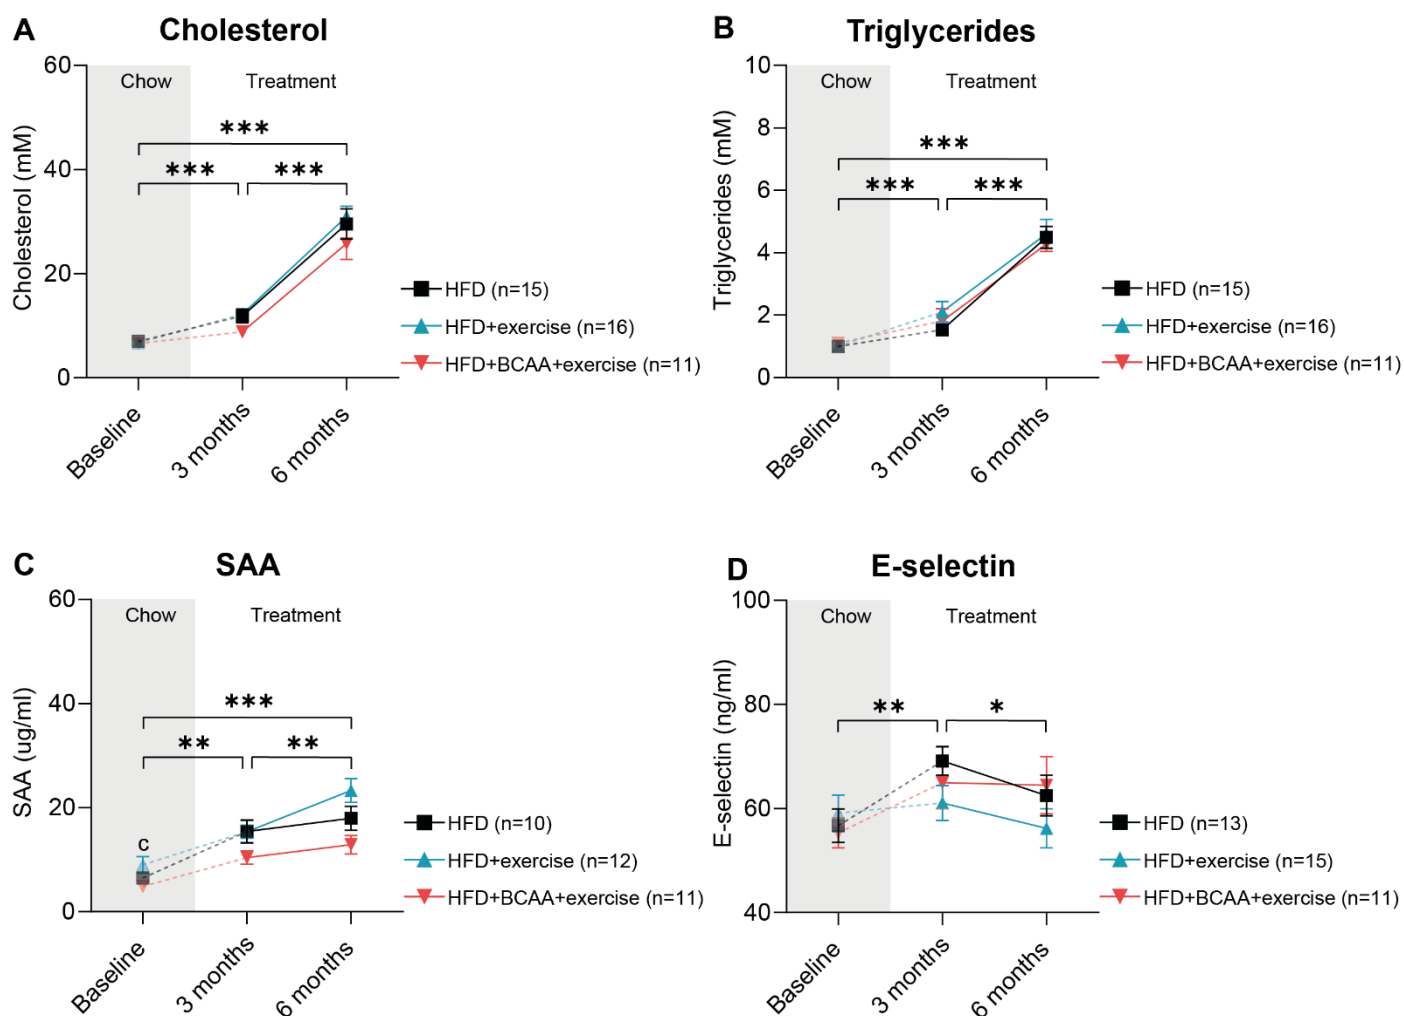 A
Cholesterol
60
Chow
Treatment
***
40
***
***
Cholesterol (mM)
20
0
Baseline
3 months
6 months
HFD (n=15)
HFD+exercise (n=16)
HFD+BCAA+exercise (n=11)
B
Triglycerides
10
Chow
Treatment
8
***
6
***
***
Triglycerides (mM)
4
2
0
Baseline
3 months
6 months
HFD (n=15)
HFD+exercise (n=16)
HFD+BCAA+exercise (n=11)
C
SAA
60
Chow
Treatment
40
***
**
**
SAA (ug/ml)
20
c
0
Baseline
3 months
6 months
HFD (n=10)
HFD+exercise (n=12)
HFD+BCAA+exercise (n=11)
D
E-selectin
100
Chow
Treatment
80
**
*
E-selectin (ng/ml)
60
40
Baseline
3 months
6 months
HFD (n=13)
HFD+exercise (n=15)
HFD+BCAA+exercise (n=11)